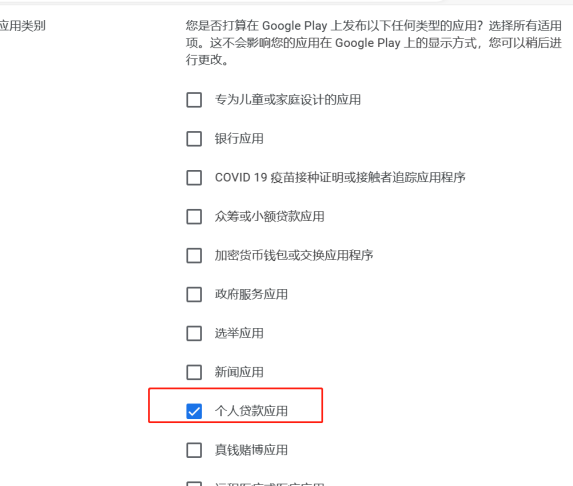 应用类别
您是否打算在 Google Play 上发布以下任何类型的应用？选择所有适用
项。这不会影响您的应用在 Google Play 上的显示方式，您可以稍后进
行更改。
专为儿童或家庭设计的应用
银行应用
COVID 19 疫苗接种证明或接触者追踪应用程序
众筹或小额贷款应用
加密货币钱包或交换应用程序
政府服务应用
选举应用
新闻应用
个人贷款应用
真钱赌博应用